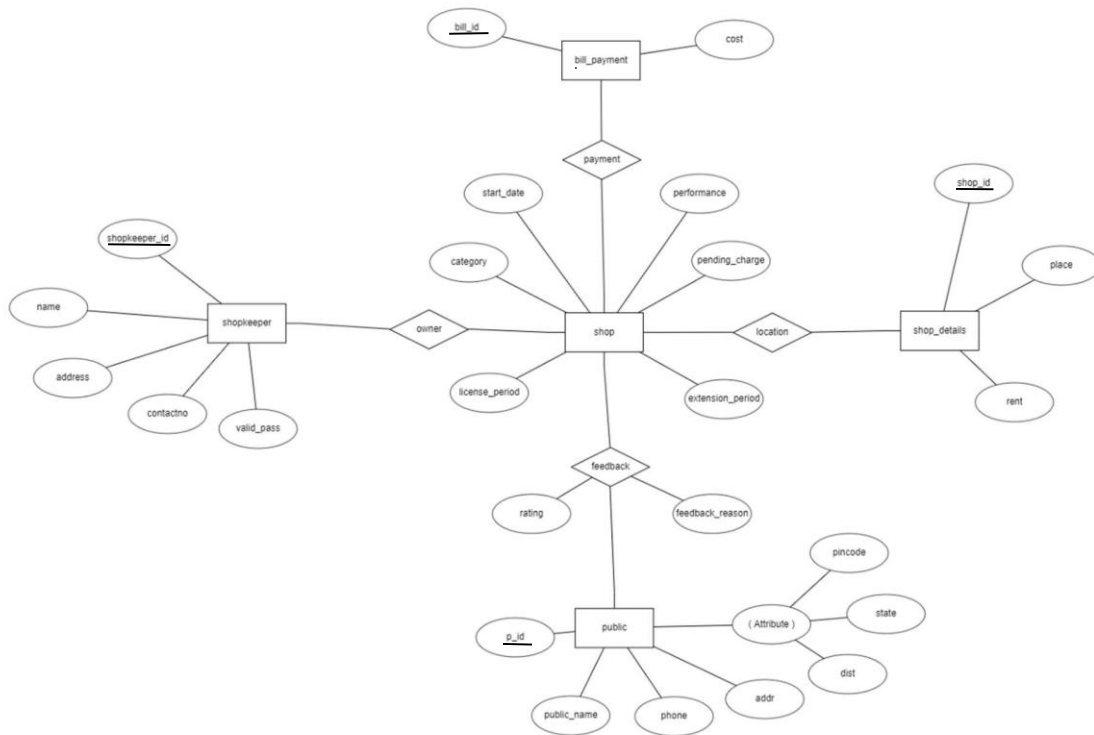 bill_id
cost
bill_payment
payment
shop_id
start_date
performance
shopkeeper_id
category
pending_charge
place
name
shopkeeper
owner
shop
location
shop_details
address
license_period
extension_period
contactno
valid_pass
rent
feedback
rating
feedback_reason
pincode
state
p_id
public
( Attribute )
dist
addr
public_name
phone